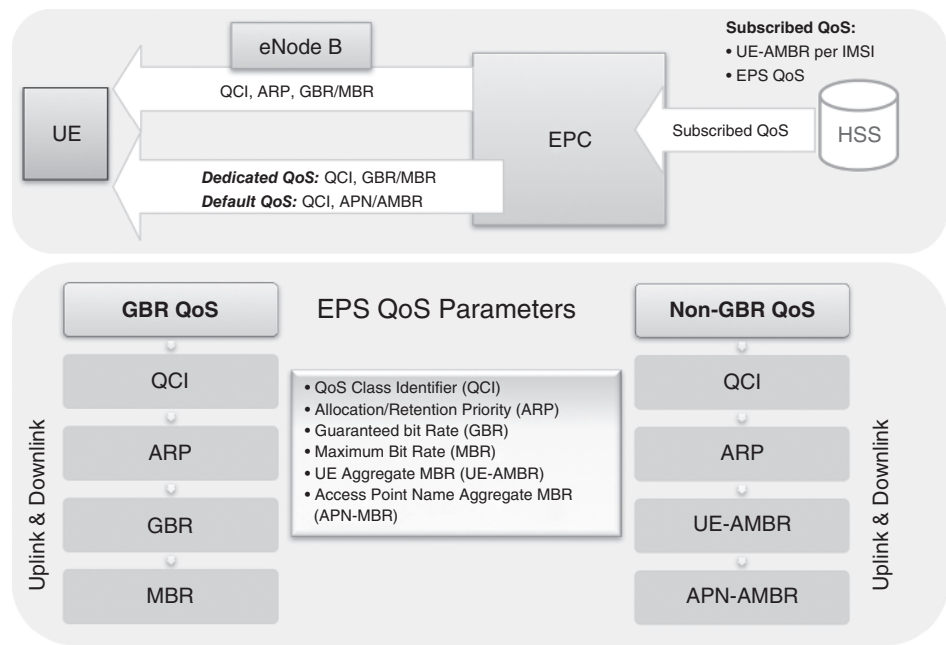 eNode B
Subscribed QoS:
• UE-AMBR per IMSI
• EPS QoS
QCI, ARP, GBR/MBR
UE
EPC
Subscribed QoS
HSS
Dedicated QoS: QCI, GBR/MBR
Default QoS: QCI, APN/AMBR
GBR QoS
EPS QoS Parameters
Non-GBR QoS
Uplink & Downlink
QCI
ARP
GBR
MBR
• QoS Class Identifier (QCI)
• Allocation/Retention Priority (ARP)
• Guaranteed bit Rate (GBR)
• Maximum Bit Rate (MBR)
• UE Aggregate MBR (UE-AMBR)
• Access Point Name Aggregate MBR
(APN-MBR)
QCI
ARP
UE-AMBR
APN-AMBR
Uplink & Downlink